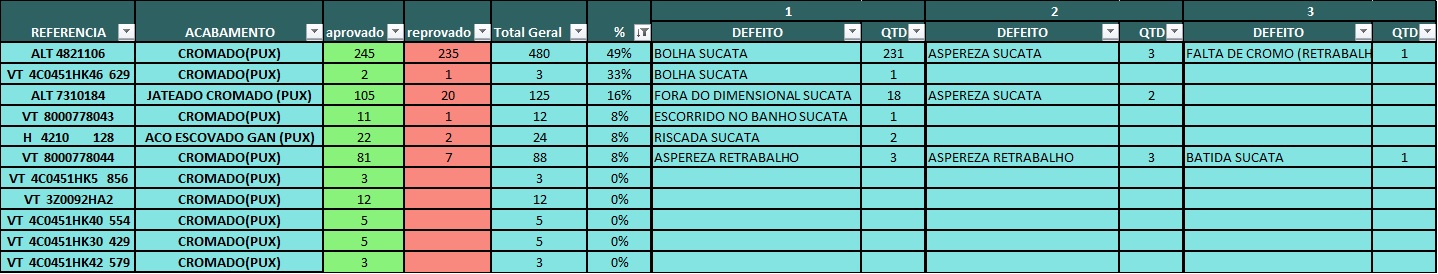 1 2 3
REFERENCIA ACABAMENTO aprovado reprovado Total Geral % DEFEITO QTD DEFEITO QTD DEFEITO QTD
ALT 4821106 CROMADO(PUX) 245 235 480 49% BOLHA SUCATA 231 ASPEREZA SUCATA 3 FALTA DE CROMO (RETRABALH 1
VT 4C0451HK46 629 CROMADO(PUX) 2 1 3 33% BOLHA SUCATA 1
ALT 7310184 JATEADO CROMADO (PUX) 105 20 125 16% FORA DO DIMENSIONAL SUCATA 18 ASPEREZA SUCATA 2
VT 8000778043 CROMADO(PUX) 11 1 12 8% ESCORRIDO NO BANHO SUCATA 1
H 4210 128 ACO ESCOVADO GAN (PUX) 22 2 24 8% RISCADA SUCATA 2
VT 8000778044 CROMADO(PUX) 81 7 88 8% ASPEREZA RETRABALHO 3 ASPEREZA RETRABALHO 3 BATIDA SUCATA 1
VT 4C0451HK5 856 CROMADO(PUX) 3 3 0%
VT 3Z0092HA2 CROMADO(PUX) 12 12 0%
VT 4C0451HK40 554 CROMADO(PUX) 5 5 0%
VT 4C0451HK30 429 CROMADO(PUX) 5 5 0%
VT 4C0451HK42 579 CROMADO(PUX) 3 3 0%